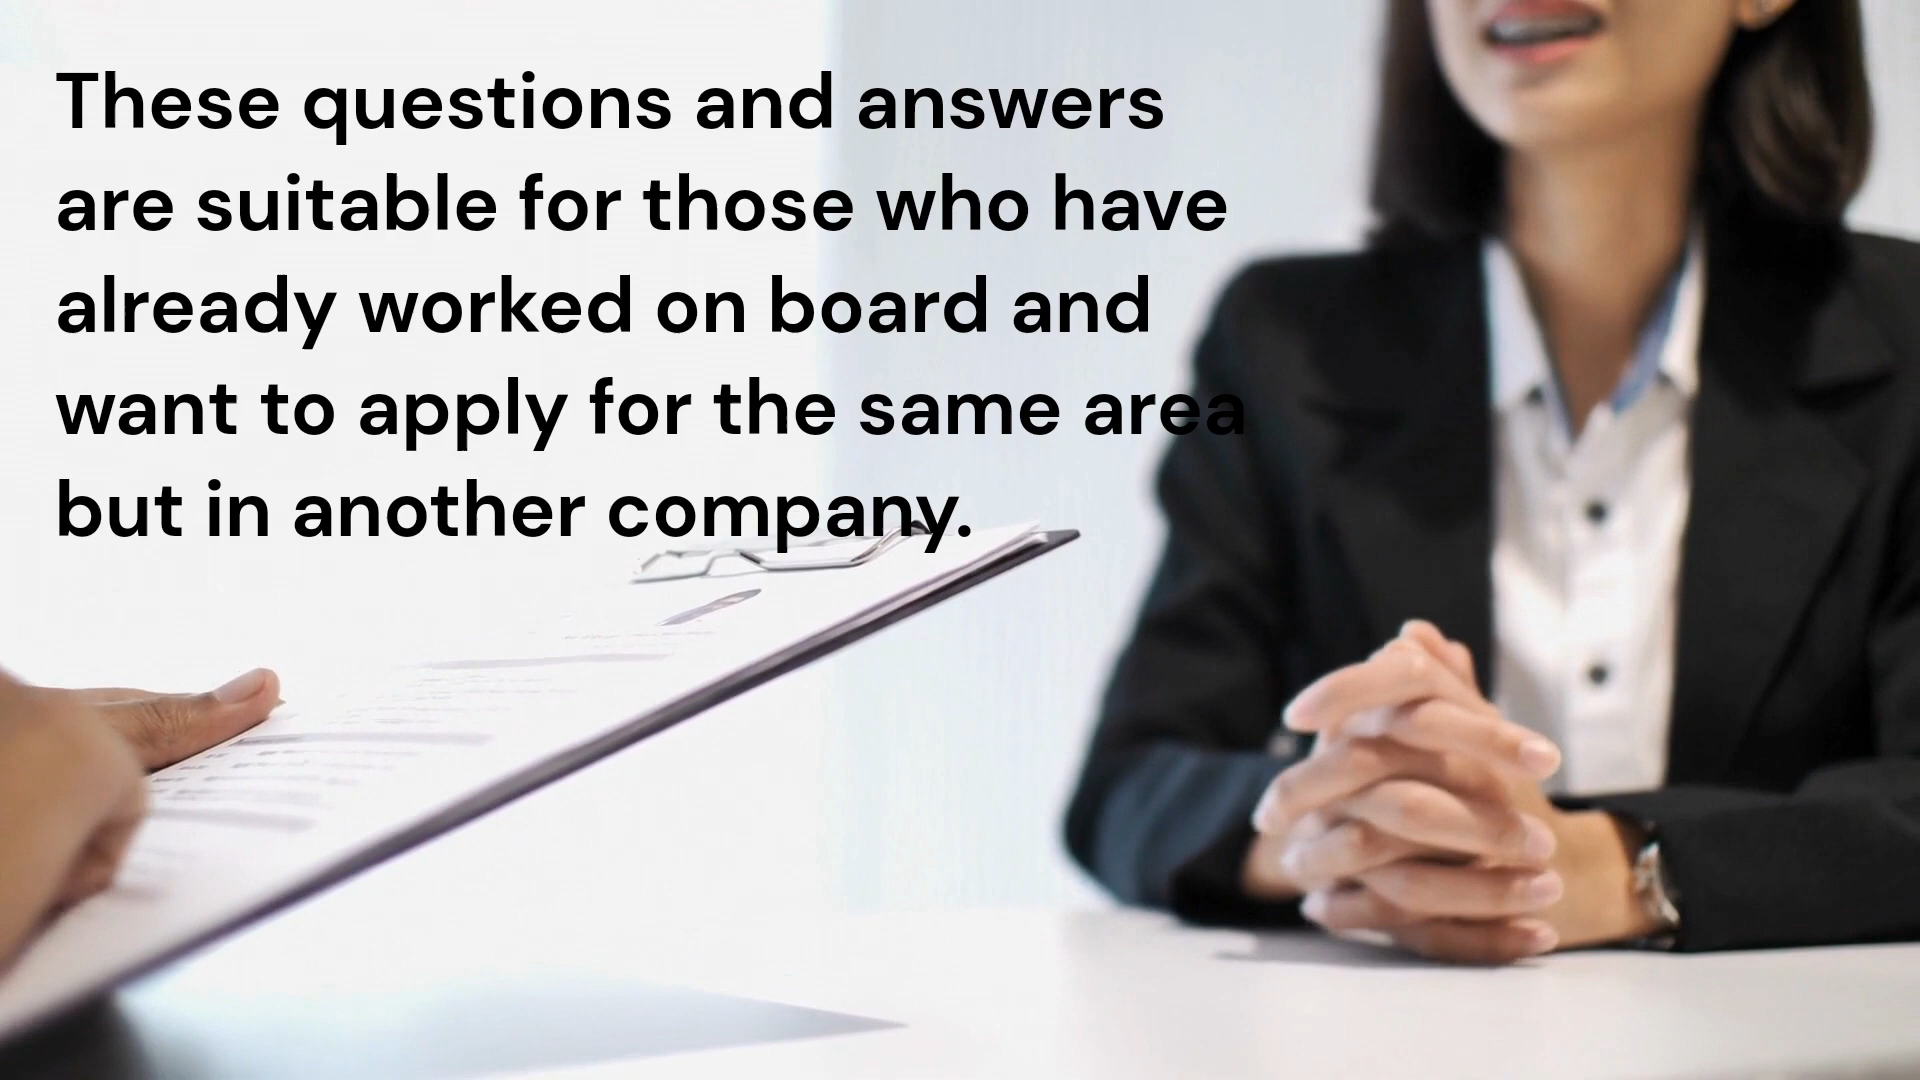 These questions and answers
are suitable for those who have
already worked on board and
want to apply for the same area
but in another company.